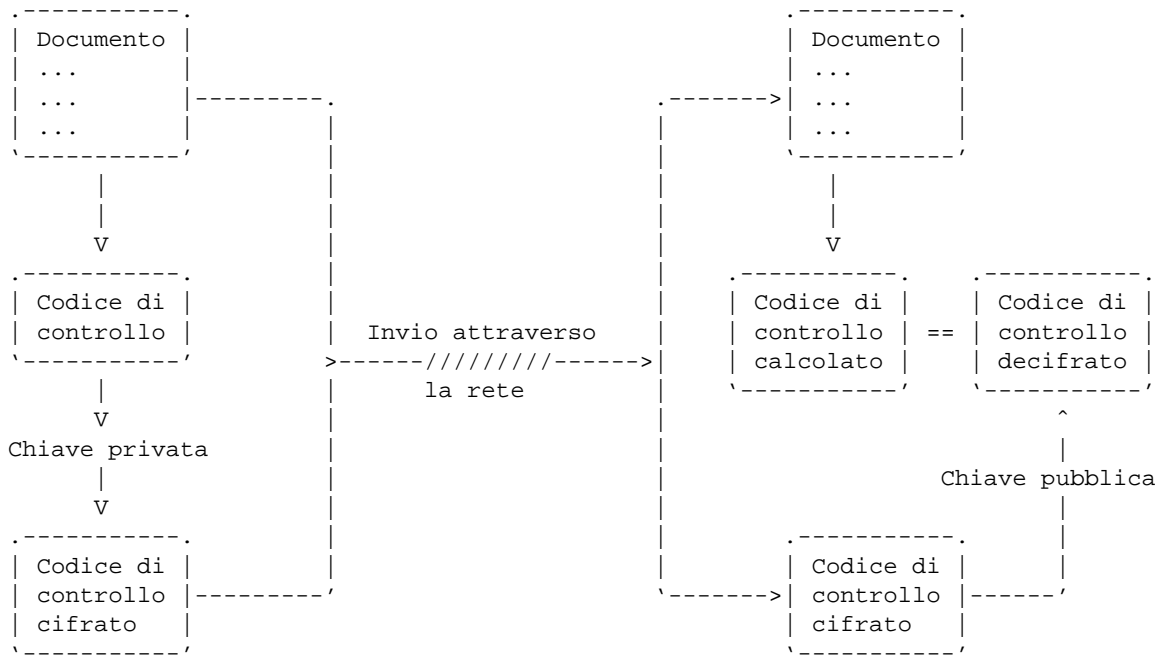 Documento
...
...
...
Codice di
controllo
Chiave privata
Codice di
controllo
cifrato
Invio attraverso
la rete
Documento
...
...
...
Codice di
controllo
calcolato
==
Codice di
controllo
decifrato
Chiave pubblica
Codice di
controllo
cifrato